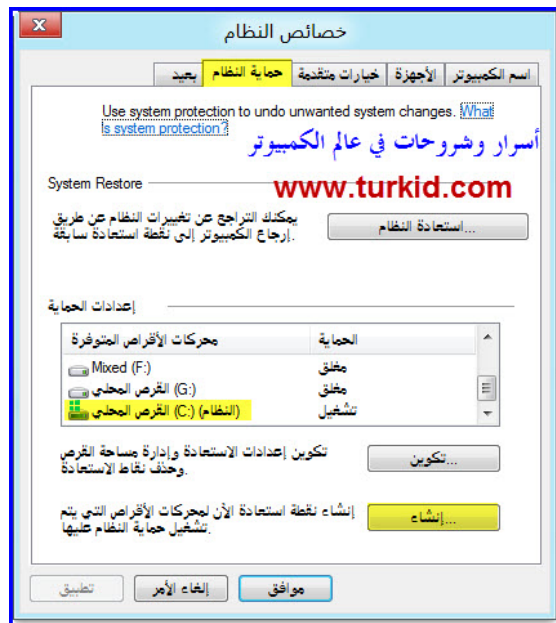 خصائص النظام
اسم الكمبيوتر الأجهزة خيارات متقدمة حماية النظام بعيد
Use system protection to undo unwanted system changes. What
is system protection?
أسرار وشروحات في عالم الكمبيوتر
www.turkid.com
System Restore
يمكنك التراجع عن تغييرات النظام عن طريق
.إرجاع الكمبيوتر إلى نقطة استعادة سابقة
...استعادة النظام
إعدادات الحماية
محركات الأقراص المتوفرة الحماية
Mixed (F:) مغلق
القرص المحلي (G:) مغلق
القرص المحلي (C:) (النظام) تشغيل
تكوين إعدادات الاستعادة وإدارة مساحة القرص
.وحذف نقاط الاستعادة
...تكوين
إنشاء نقطة استعادة الآن لمحركات الأقراص التي يتم
.تشغيل حماية النظام عليها
...إنشاء
موافق إلغاء الأمر تطبيق